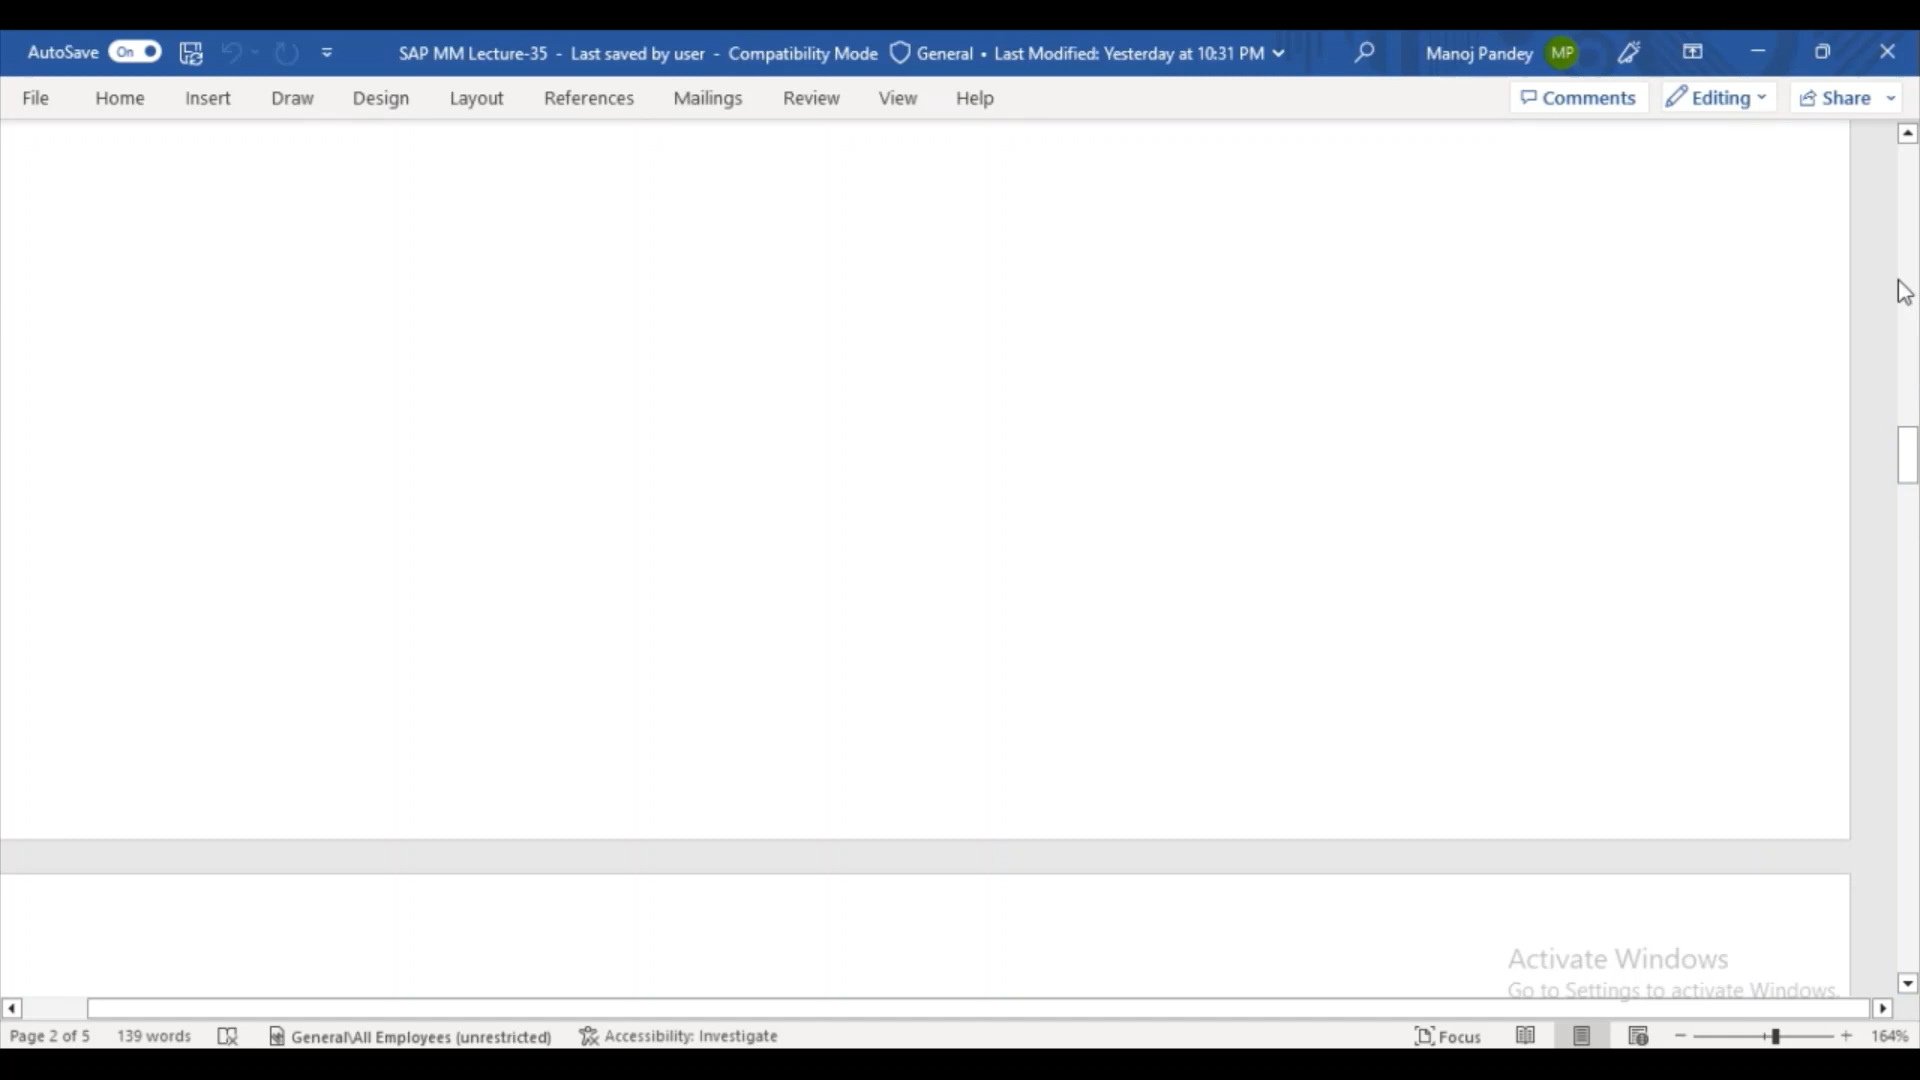 AutoSave On SAP MM Lecture-35 - Last saved by user - Compatibility Mode General • Last Modified: Yesterday at 10:31 PM Manoj Pandey MP
File Home Insert Draw Design Layout References Mailings Review View Help Comments Editing Share
Activate Windows
Go to Settings to activate Windows.
Page 2 of 5 139 words General\All Employees (unrestricted) Accessibility: Investigate Focus 164%